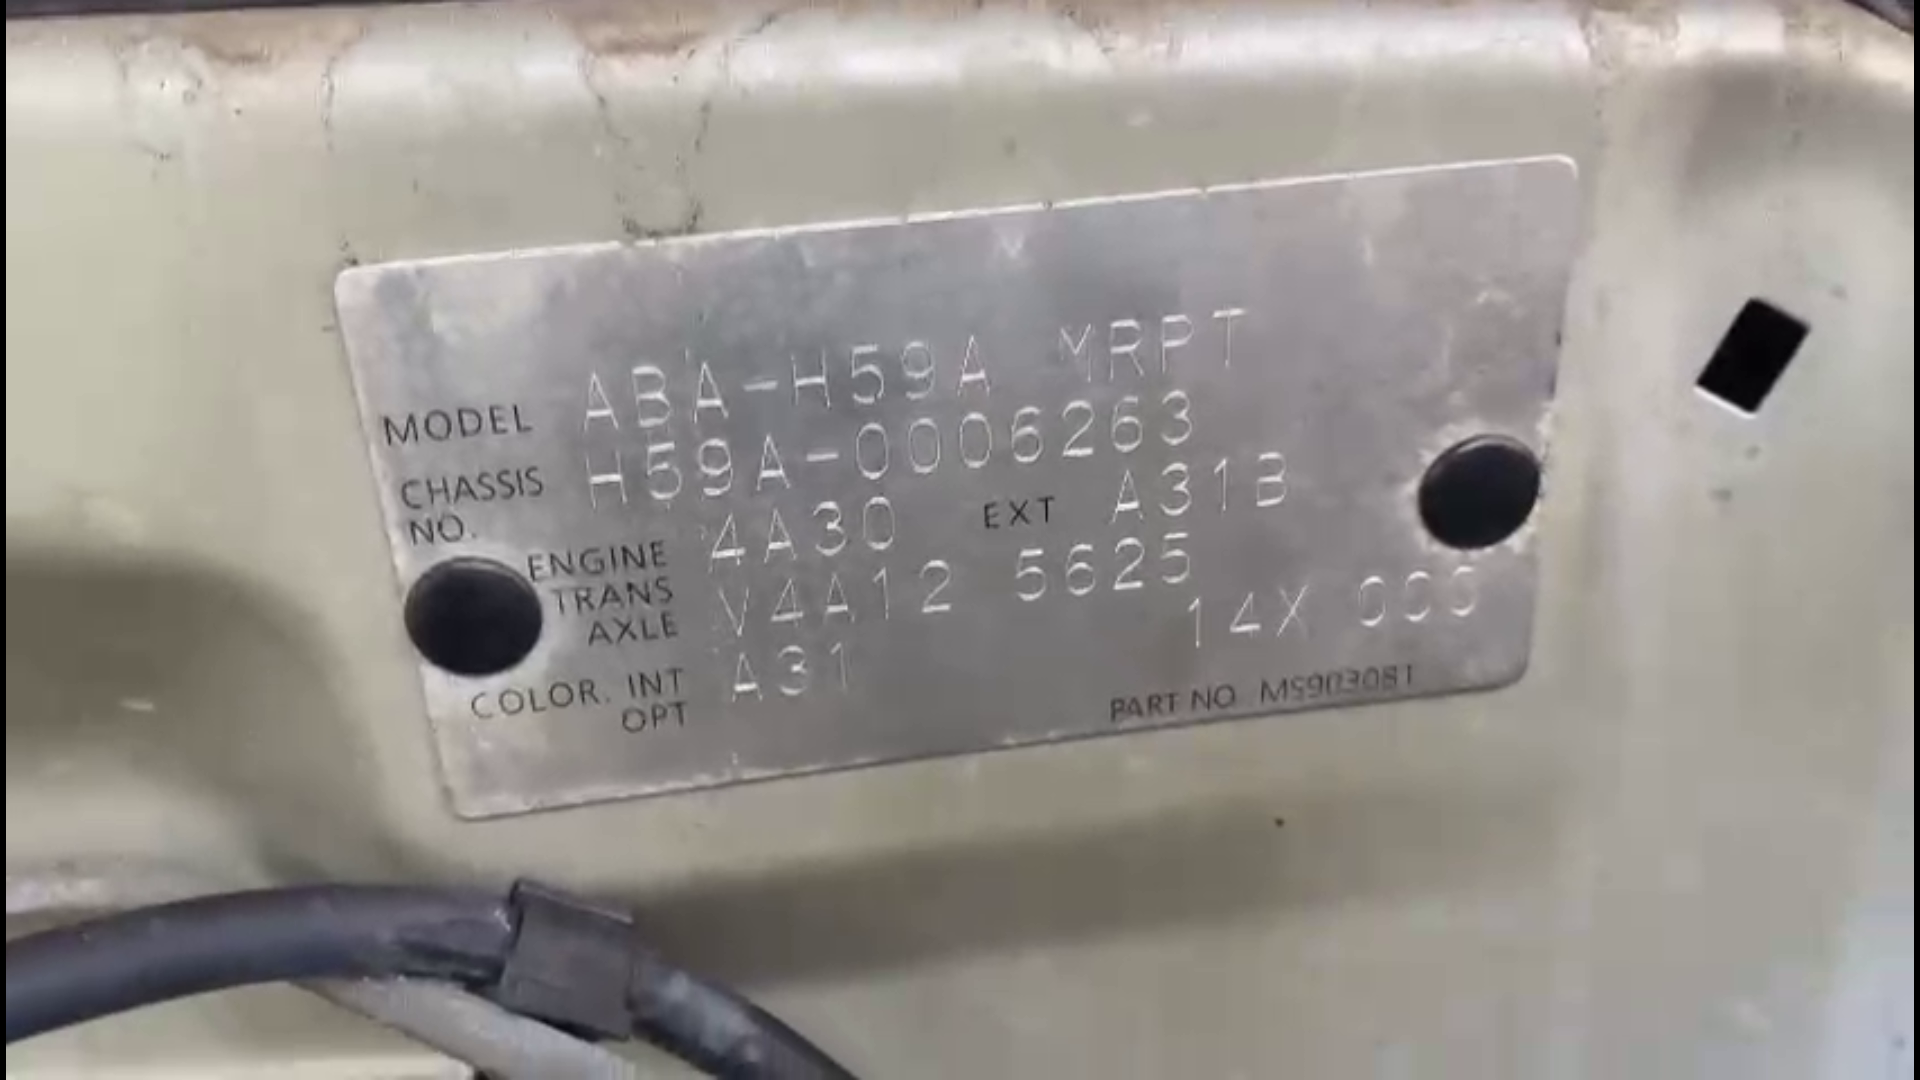 MODEL ABA-H59A MRPT
CHASSIS NO. H59A-0006263
ENGINE 4A30 EXT A31B
TRANS AXLE V4A12 5625
COLOR. INT OPT A31 14X 000
PART NO MS903081